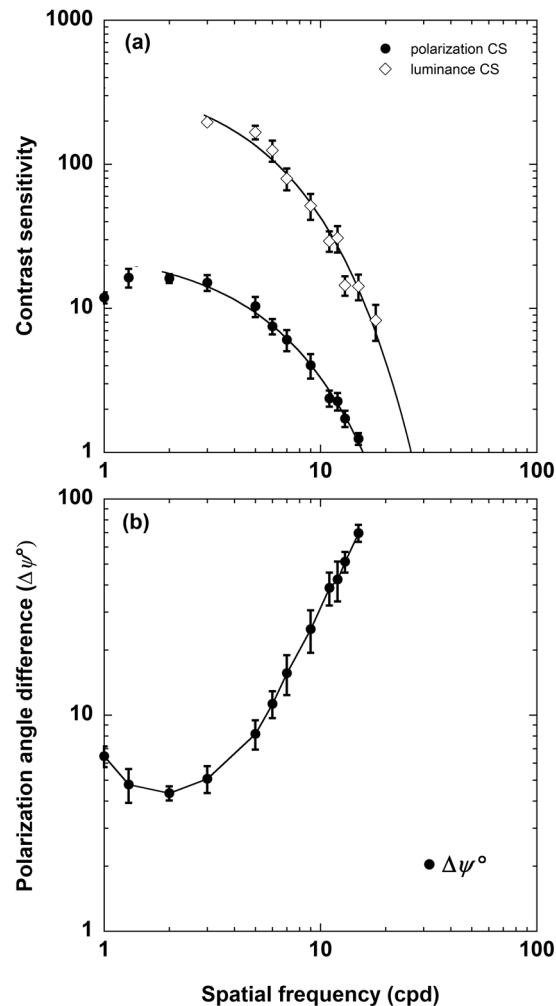 1000
(a)
polarization CS
luminance CS
100
Contrast sensitivity
10
1
1
10
100
100
(b)
Polarization angle difference (Δψ°)
10
Δψ°
1
1
10
100
Spatial frequency (cpd)